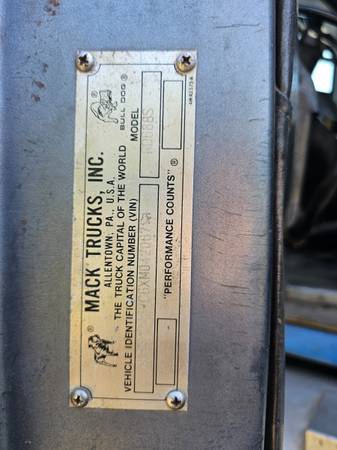 MACK TRUCKS, INC.
ALLENTOWN, PA., U.S.A.
THE TRUCK CAPITAL OF THE WORLD
VEHICLE IDENTIFICATION NUMBER (VIN)
MODEL
"PERFORMANCE COUNTS"®
BULL DOG®
®